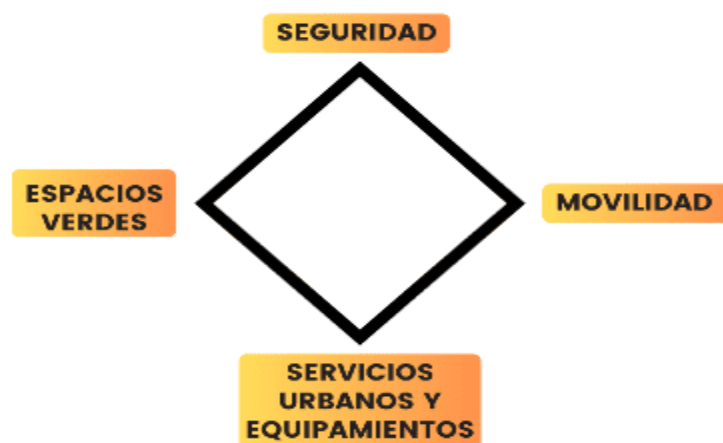 SEGURIDAD
ESPACIOS
VERDES
MOVILIDAD
SERVICIOS
URBANOS Y
EQUIPAMIENTOS